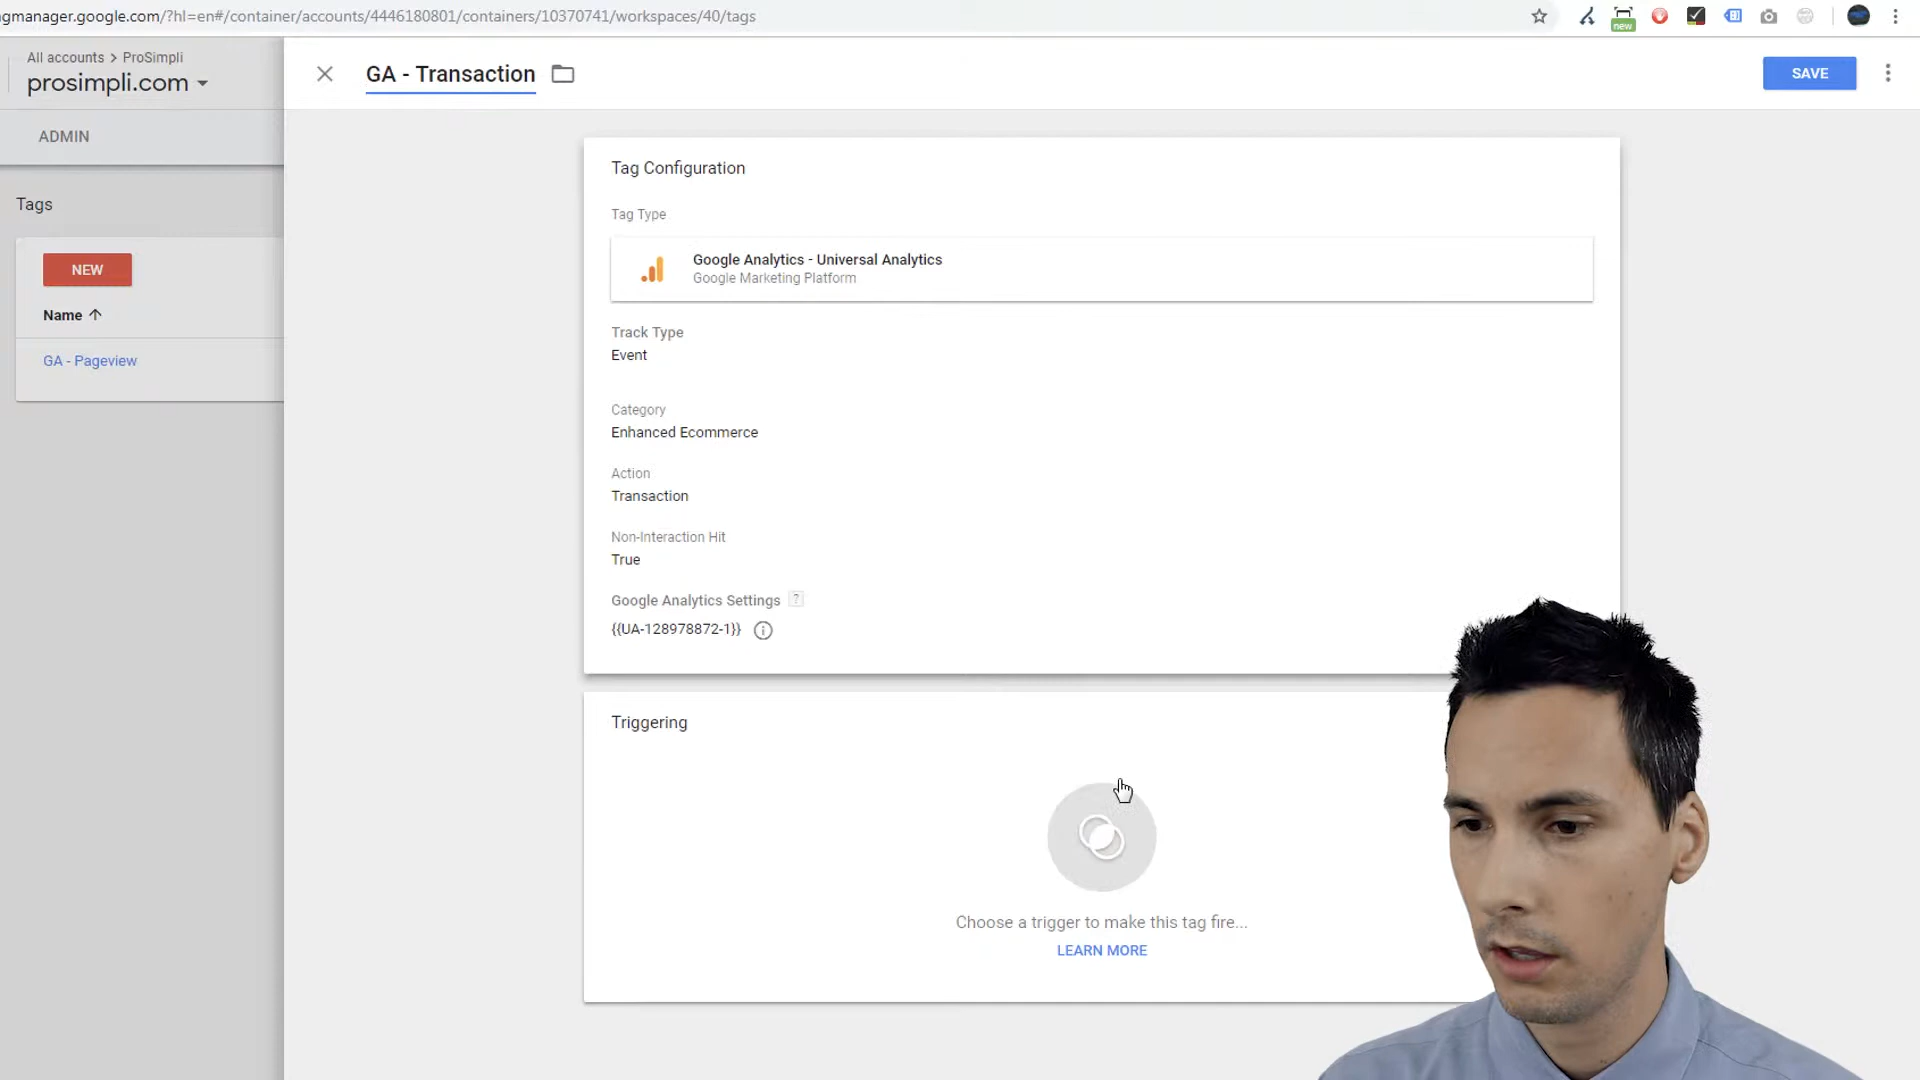 agmanager.google.com/?hl=en#/container/accounts/4446180801/containers/10370741/workspaces/40/tags
new
All accounts > ProSimpli
prosimpli.com
GA - Transaction
SAVE
ADMIN
Tags
NEW
Name
GA - Pageview
Tag Configuration
Tag Type
Google Analytics - Universal Analytics
Google Marketing Platform
Track Type
Event
Category
Enhanced Ecommerce
Action
Transaction
Non-Interaction Hit
True
Google Analytics Settings ?
{{UA-128978872-1}}
Triggering
Choose a trigger to make this tag fire...
LEARN MORE